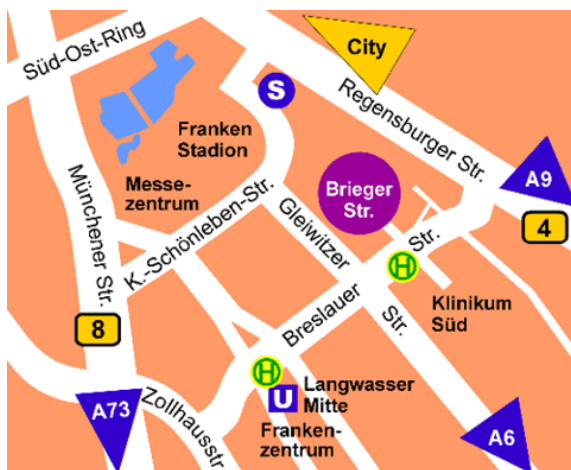 Süd-Ost-Ring
City
S
Regensburger Str.
Franken
Stadion
Messe-
zentrum
Münchener Str.
K.-Schönleben-Str.
Gleiwitzer
Str.
Brieger
Str.
A9
4
H
Klinikum
Süd
Breslauer
Str.
8
H
U
Langwasser
Mitte
Franken-
zentrum
Zollhausstr
A73
A6